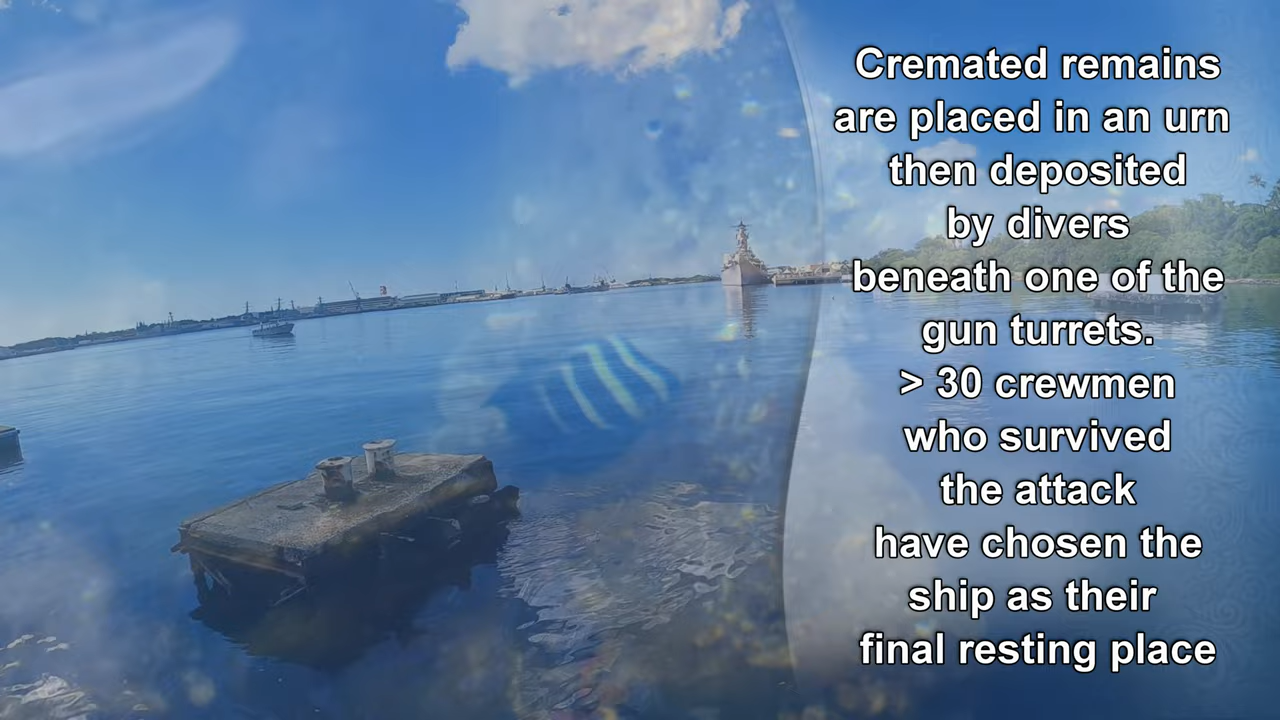 Cremated remains
are placed in an urn
then deposited
by divers
beneath one of the
gun turrets.
> 30 crewmen
who survived
the attack
have chosen the
ship as their
final resting place